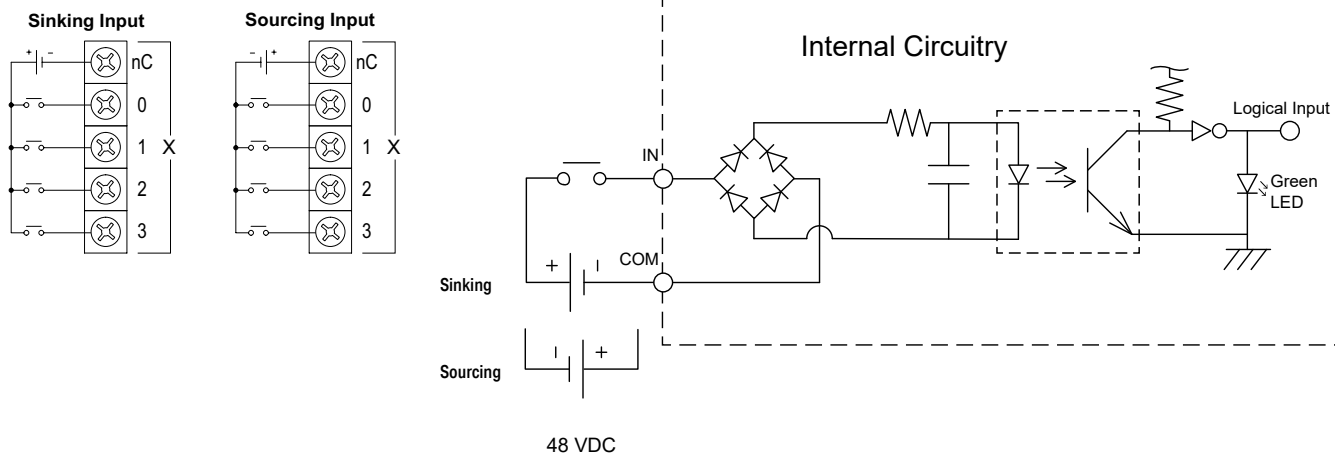 Sinking Input
+ -
nC
0
1
2
3
X
Sourcing Input
- +
nC
0
1
2
3
X
Internal Circuitry
IN
COM
Sinking
+ -
Sourcing
- +
48 VDC
Logical Input
Green
LED